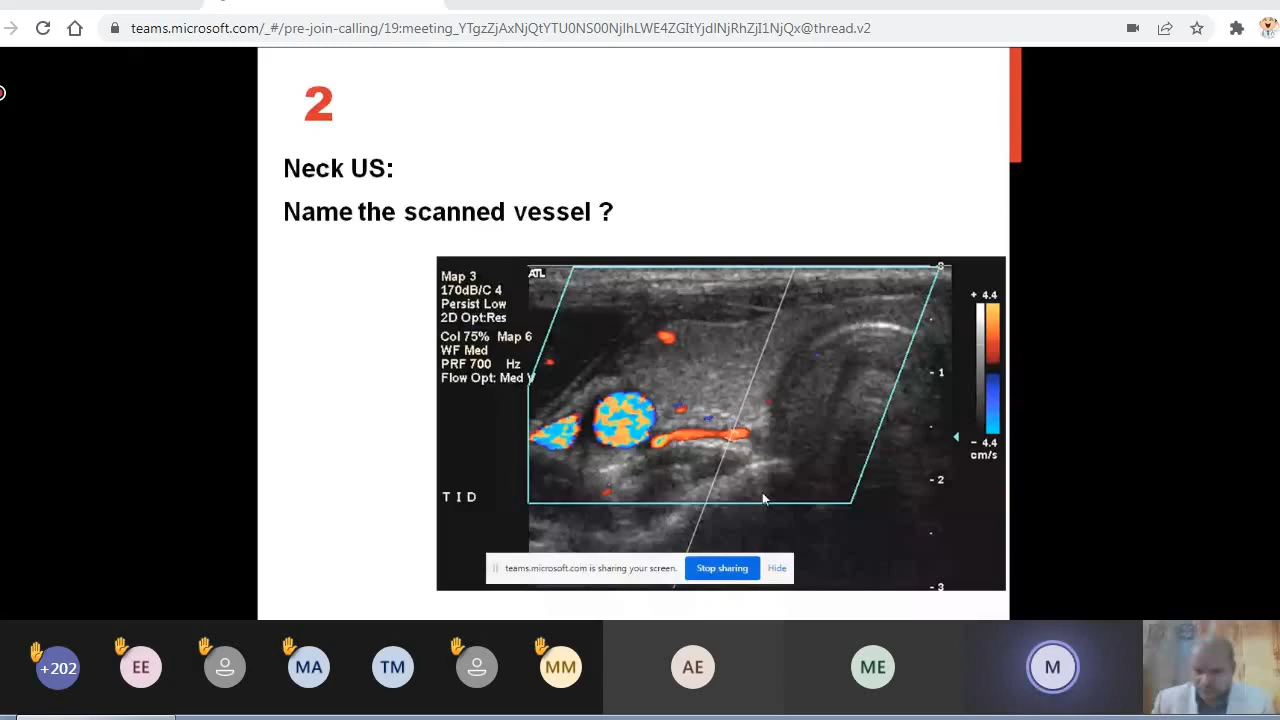 teams.microsoft.com/_#/pre-join-calling/19:meeting_YTgzZjAxNjQtYTU0NS00NjlhLWE4ZGItYjdlNjRhZjI1NjQx@thread.v2
2
Neck US:
Name the scanned vessel ?
Map 3
170dB/C 4
Persist Low
2D Opt:Res
Col 75% Map 6
WF Med
PRF 700 Hz
Flow Opt: Med V
ATL
0
+ 4.4
- 1
- 4.4
cm/s
- 2
T I D
- 3
teams.microsoft.com is sharing your screen.
Stop sharing
Hide
+202
EE
MA
TM
MM
AE
ME
M